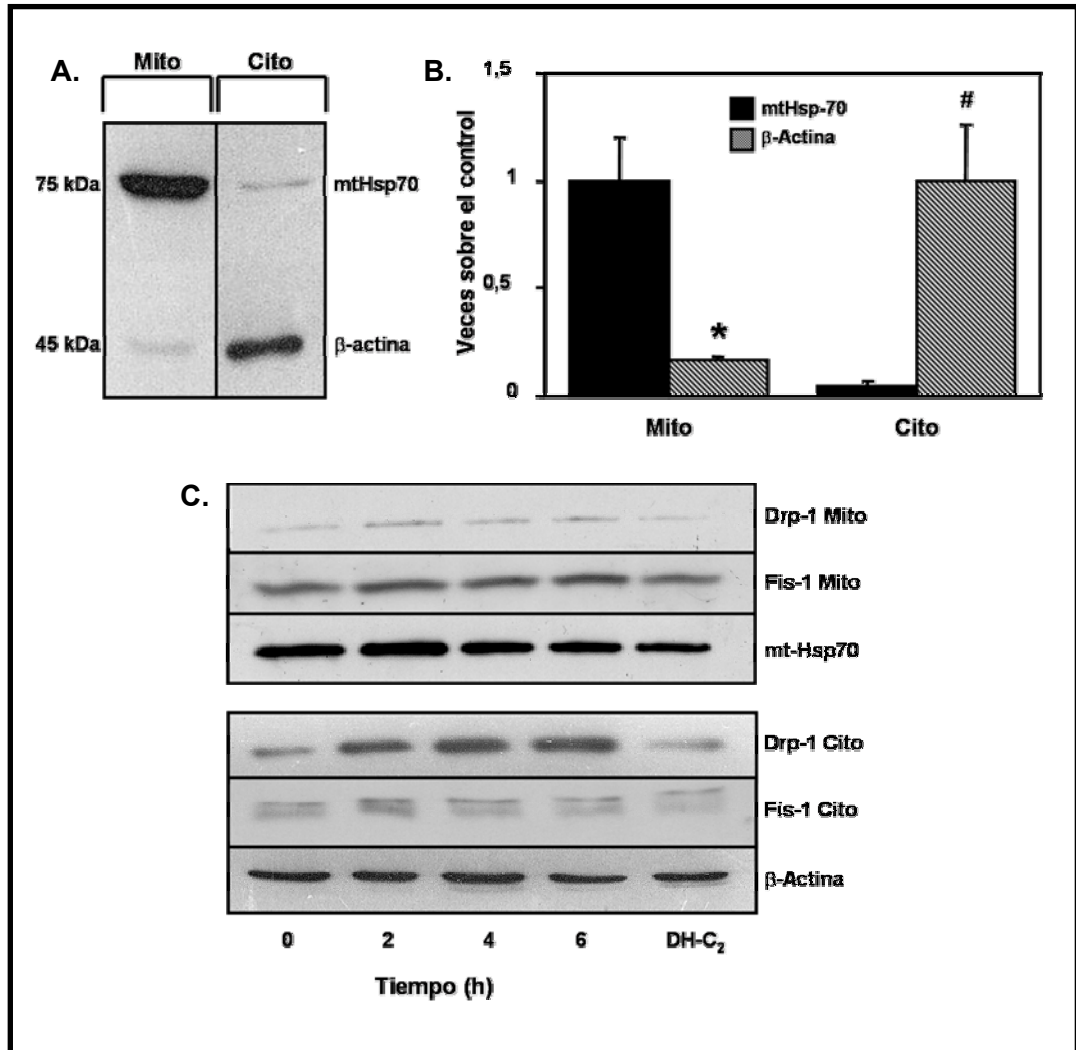 A.
Mito Cito
75 kDa
mtHsp70
45 kDa
β-actina
B.
Veces sobre el control
1,5
1
0,5
0
mtHsp-70
β-Actina
*
#
Mito Cito
C.
Drp-1 Mito
Fis-1 Mito
mt-Hsp70
Drp-1 Cito
Fis-1 Cito
β-Actina
0 2 4 6 DH-C₂
Tiempo (h)